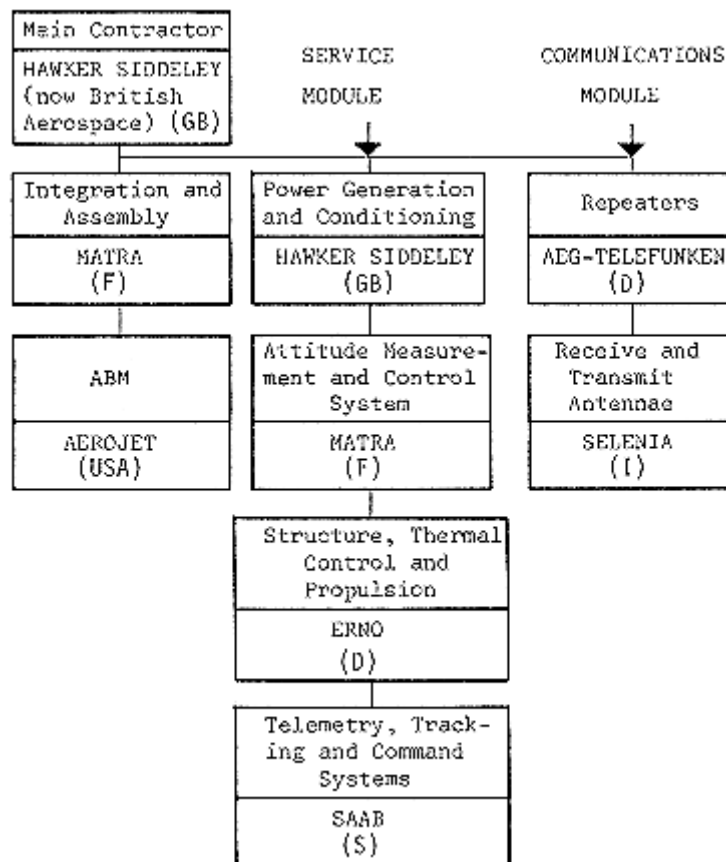 Main Contractor
HAWKER SIDDELEY
(now British
Aerospace) (GB)
SERVICE
MODULE
COMMUNICATIONS
MODULE
Integration and
Assembly
MATRA
(F)
ABM
AEROJET
(USA)
Power Generation
and Conditioning
HAWKER SIDDELEY
(GB)
Attitude Measure-
ment and Control
System
MATRA
(F)
Structure, Thermal
Control and
Propulsion
ERNO
(D)
Telemetry, Track-
ing and Command
Systems
SAAB
(S)
Repeaters
AEG-TELEFUNKEN
(D)
Receive and
Transmit
Antennae
SELENIA
(I)